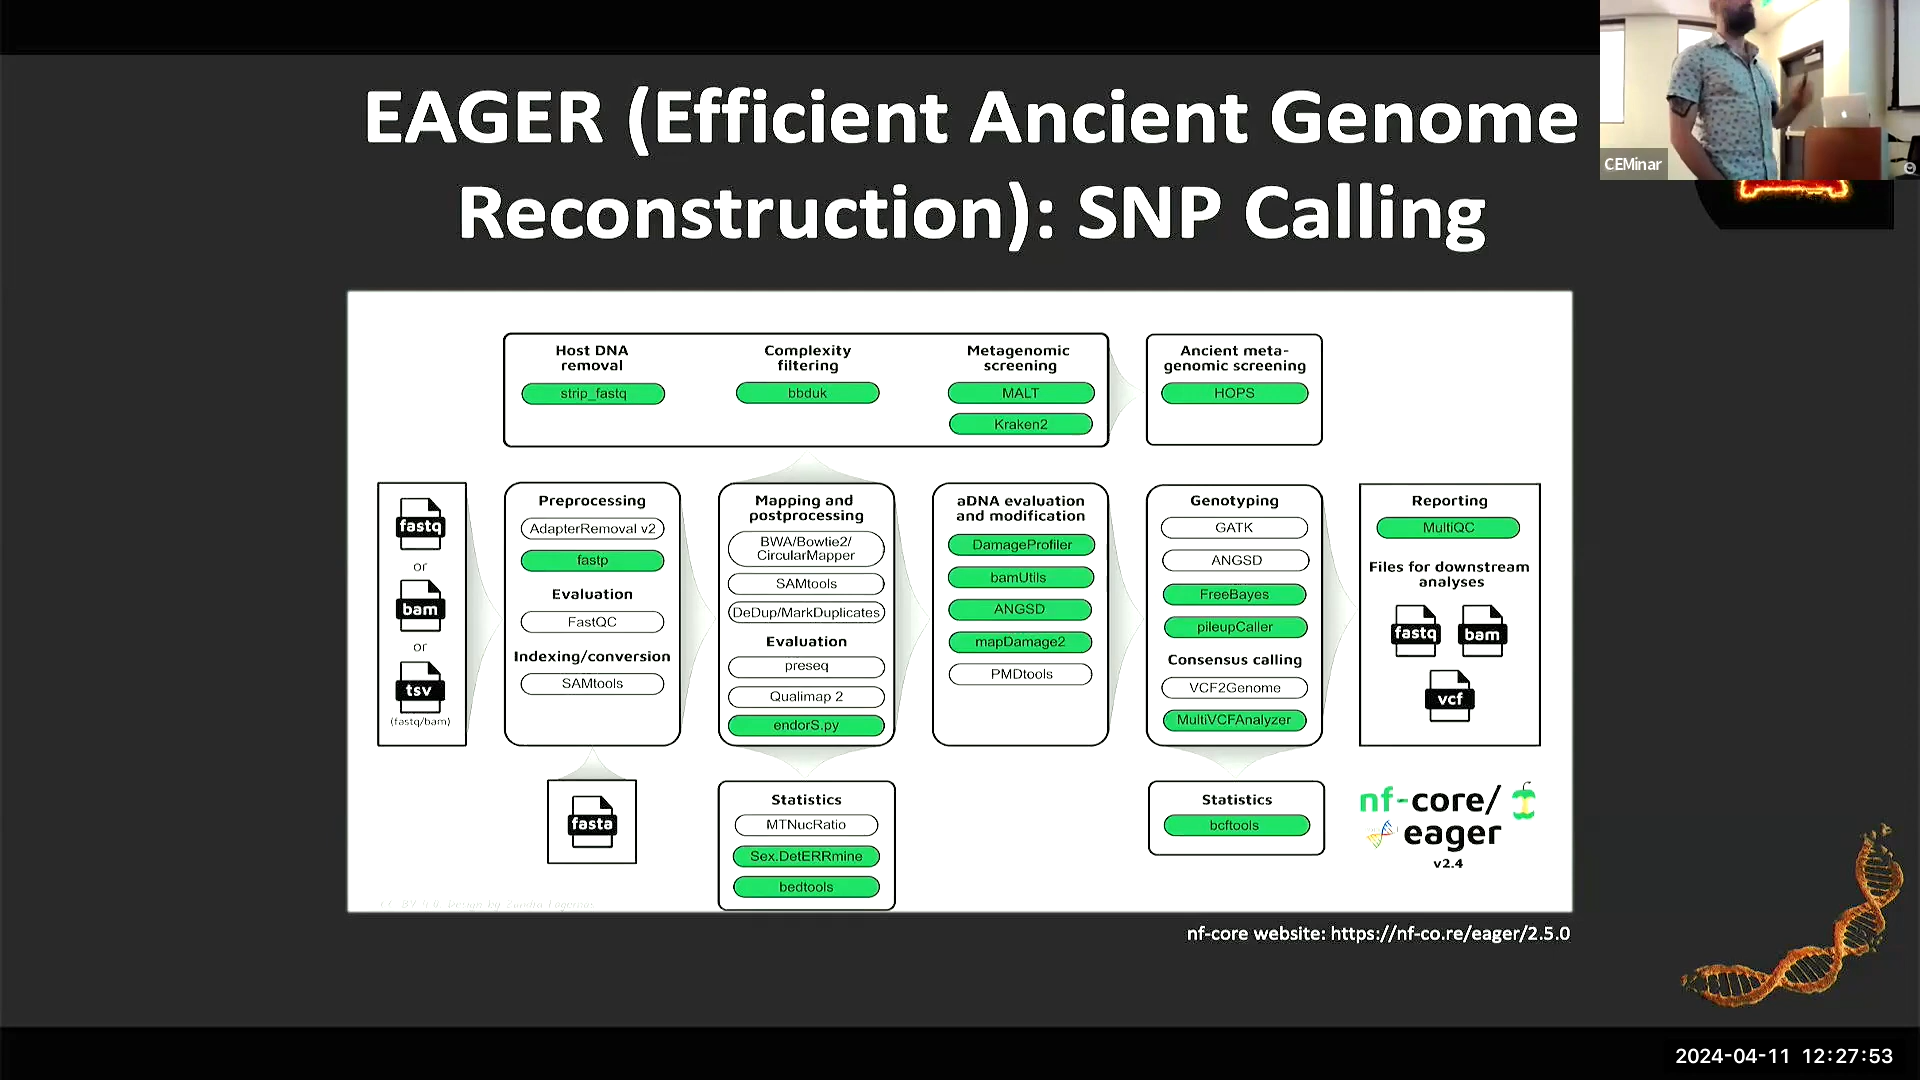 EAGER (Efficient Ancient Genome
Reconstruction): SNP Calling
CEMinar
Host DNA
removal
strip_fastq
Complexity
filtering
bbduk
Metagenomic
screening
MALT
Kraken2
Ancient meta-
genomic screening
HOPS
fastq
or
bam
or
tsv
(fastq/bam)
Preprocessing
AdapterRemoval v2
fastp
Evaluation
FastQC
Indexing/conversion
SAMtools
fasta
Mapping and
postprocessing
BWA/Bowtie2/
CircularMapper
SAMtools
DeDup/MarkDuplicates
Evaluation
preseq
Qualimap 2
endorS.py
Statistics
MTNucRatio
Sex.DetERRmine
bedtools
aDNA evaluation
and modification
DamageProfiler
bamUtils
ANGSD
mapDamage2
PMDtools
Genotyping
GATK
ANGSD
FreeBayes
pileupCaller
Consensus calling
VCF2Genome
MultiVCFAnalyzer
Statistics
bcftools
Reporting
MultiQC
Files for downstream
analyses
fastq
bam
vcf
nf-core/
eager
v2.4
nf-core website: https://nf-co.re/eager/2.5.0
2024-04-11 12:27:53